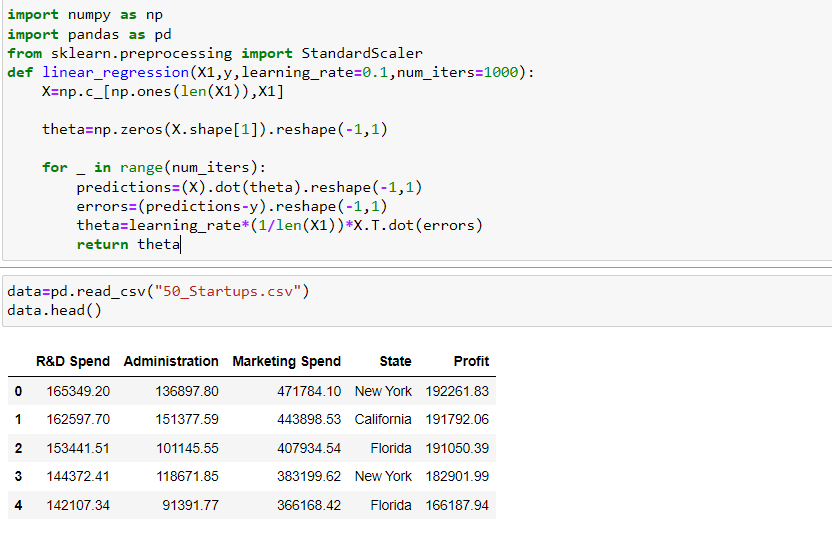 import numpy as np
import pandas as pd
from sklearn.preprocessing import StandardScaler
def linear_regression(X1,y,learning_rate=0.1,num_iters=1000):
    X=np.c_[np.ones(len(X1)),X1]
    theta=np.zeros(X.shape[1]).reshape(-1,1)
    for _ in range(num_iters):
        predictions=(X).dot(theta).reshape(-1,1)
        errors=(predictions-y).reshape(-1,1)
        theta=learning_rate*(1/len(X1))*X.T.dot(errors)
        return theta
data=pd.read_csv("50_Startups.csv")
data.head()
R&D Spend Administration Marketing Spend State Profit
0 165349.20 136897.80 471784.10 New York 192261.83
1 162597.70 151377.59 443898.53 California 191792.06
2 153441.51 101145.55 407934.54 Florida 191050.39
3 144372.41 118671.85 383199.62 New York 182901.99
4 142107.34 91391.77 366168.42 Florida 166187.94